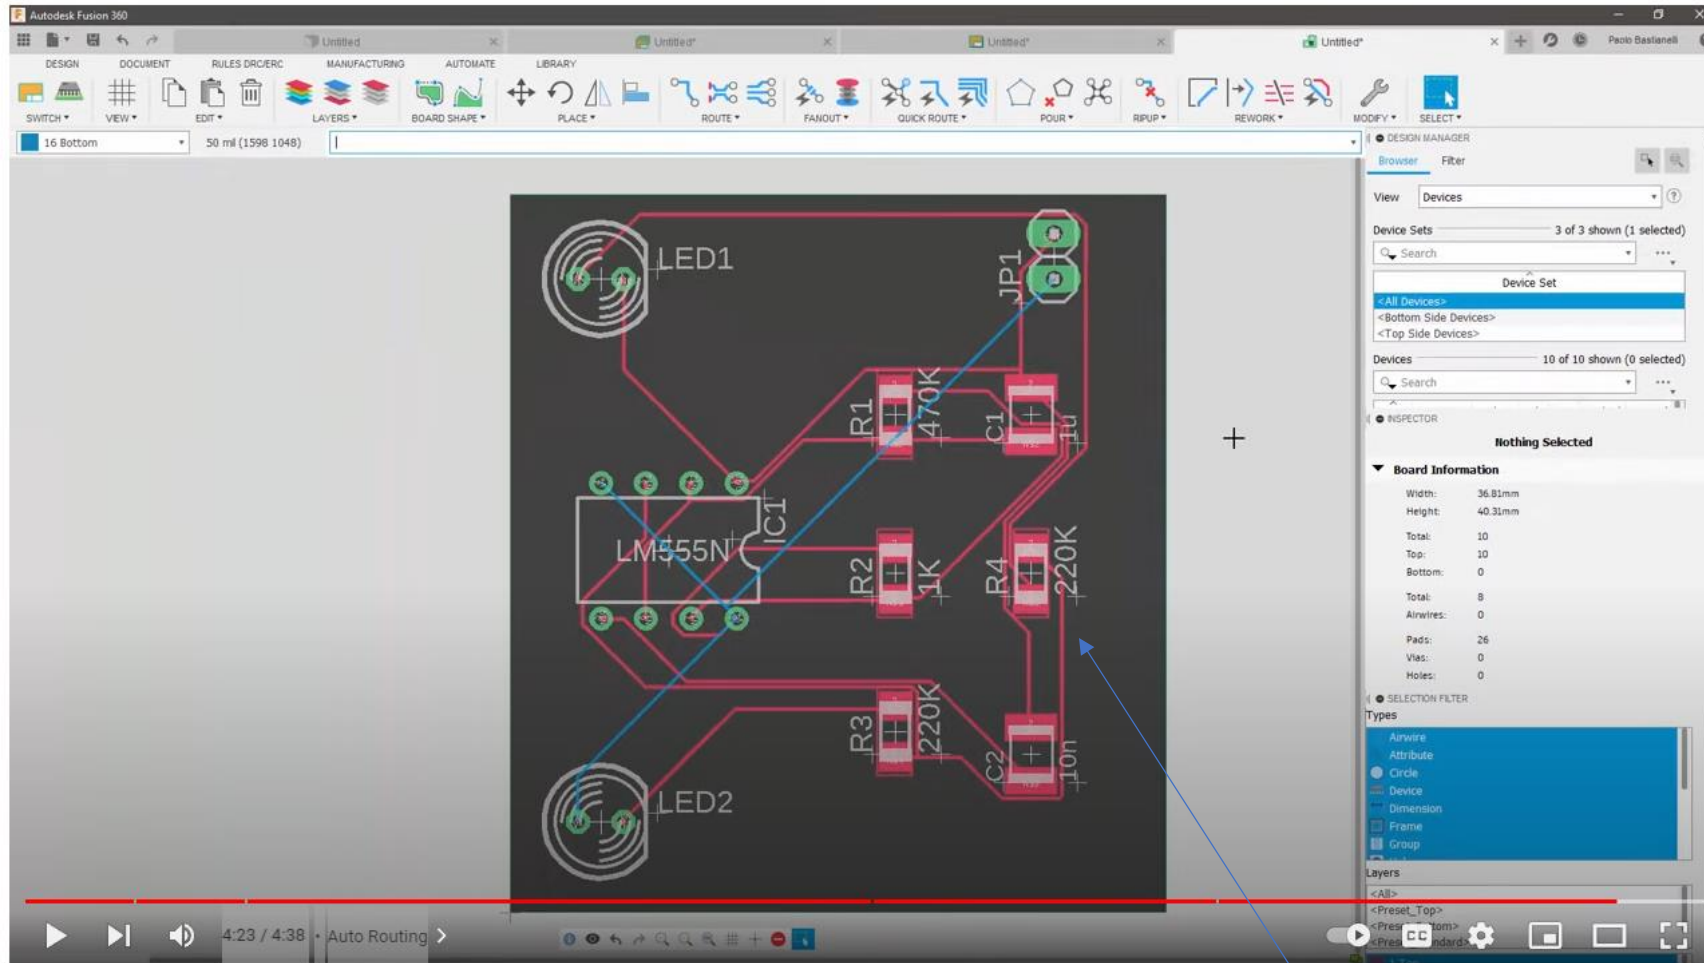 Autodesk Fusion 360
Untitled
Untitled*
Untitled*
Untitled*
Paolo Bastianelli
DESIGN
DOCUMENT
RULES DRC/ERC
MANUFACTURING
AUTOMATE
LIBRARY
SWITCH
VIEW
EDIT
LAYERS
BOARD SHAPE
PLACE
ROUTE
FANOUT
QUICK ROUTE
POUR
RIPUP
REWORK
MODIFY
SELECT
16 Bottom
50 mil (1598 1048)
LED1
JP1
R1
470K
C1
1u
IC1
LM555N
R2
1K
R4
220K
R3
220K
C2
10n
LED2
DESIGN MANAGER
Browser
Filter
View
Devices
Device Sets
3 of 3 shown (1 selected)
Search
Device Set
<All Devices>
<Bottom Side Devices>
<Top Side Devices>
Devices
10 of 10 shown (0 selected)
Search
INSPECTOR
Nothing Selected
Board Information
Width: 36.81mm
Height: 40.31mm
Total: 10
Top: 10
Bottom: 0
Total: 8
Airwires: 0
Pads: 26
Vias: 0
Holes: 0
SELECTION FILTER
Types
Airwire
Attribute
Circle
Device
Dimension
Frame
Group
Layers
<All>
<Preset_Top>
4:23 / 4:38 • Auto Routing
CC